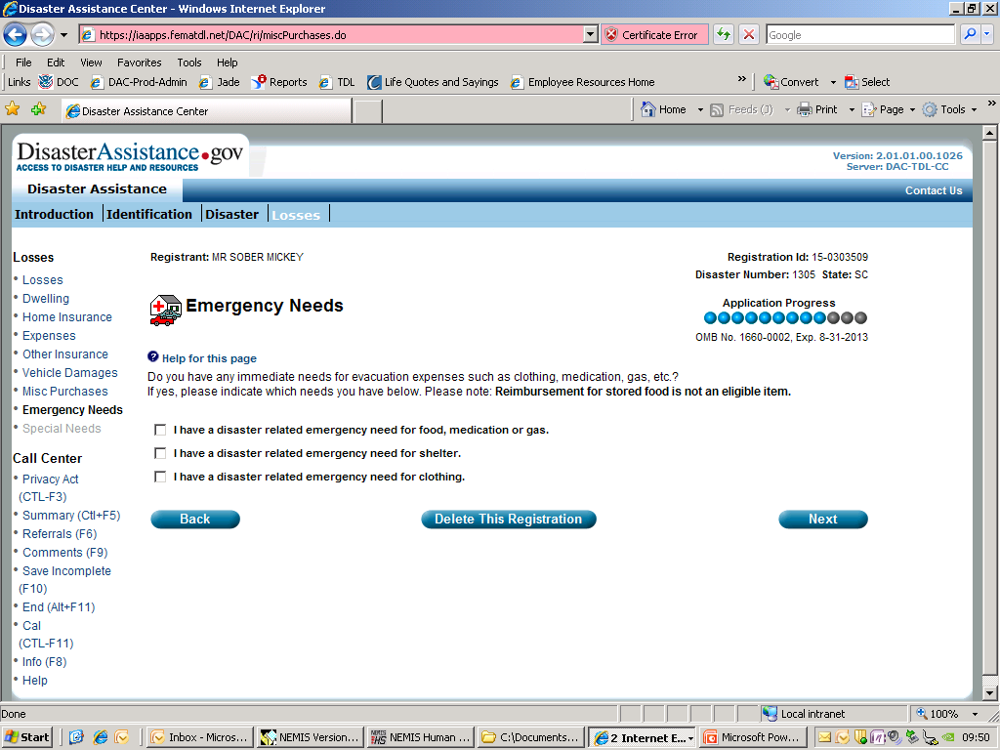 Disaster Assistance Center - Windows Internet Explorer
https://iaapps.fematdl.net/DAC/ri/miscPurchases.do
Certificate Error
Google
File Edit View Favorites Tools Help
Links DOC DAC-Prod-Admin Jade Reports TDL Life Quotes and Sayings Employee Resources Home » Convert Select
Disaster Assistance Center
Home Feeds (J) Print Page Tools »
DisasterAssistance.gov
ACCESS TO DISASTER HELP AND RESOURCES
Version: 2.01.01.00.1026
Server: DAC-TDL-CC
Disaster Assistance
Contact Us
Introduction Identification Disaster Losses
Losses
Losses
Dwelling
Home Insurance
Expenses
Other Insurance
Vehicle Damages
Misc Purchases
Emergency Needs
Special Needs
Call Center
Privacy Act
(CTL-F3)
Summary (Ctl+F5)
Referrals (F6)
Comments (F9)
Save Incomplete
(F10)
End (Alt+F11)
Cal
(CTL-F11)
Info (F8)
Help
Registrant: MR SOBER MICKEY
Registration Id: 15-0303509
Disaster Number: 1305 State: SC
Emergency Needs
Application Progress
OMB No. 1660-0002, Exp. 8-31-2013
? Help for this page
Do you have any immediate needs for evacuation expenses such as clothing, medication, gas, etc.?
If yes, please indicate which needs you have below. Please note: Reimbursement for stored food is not an eligible item.
I have a disaster related emergency need for food, medication or gas.
I have a disaster related emergency need for shelter.
I have a disaster related emergency need for clothing.
Back Delete This Registration Next
Done
Local intranet
100%
Start Inbox - Micros... NEMIS Version... NEMIS Human ... C:\Documents... 2 Internet E... Microsoft Pow... 09:50